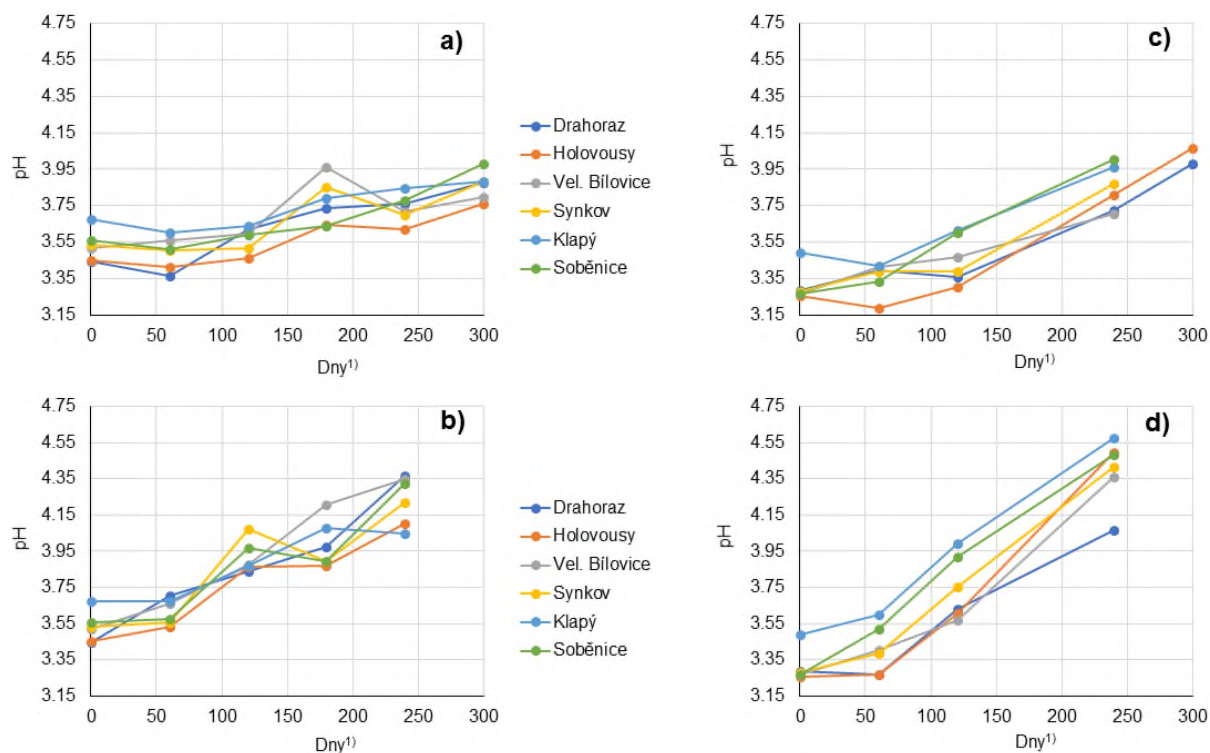 a)
pH
4.75
4.55
4.35
4.15
3.95
3.75
3.55
3.35
3.15
0 50 100 150 200 250 300
Dny¹⁾
Drahoraz
Holovousy
Vel. Bílovice
Synkov
Klapý
Soběnice
c)
pH
4.75
4.55
4.35
4.15
3.95
3.75
3.55
3.35
3.15
0 50 100 150 200 250 300
Dny¹⁾
b)
pH
4.75
4.55
4.35
4.15
3.95
3.75
3.55
3.35
3.15
0 50 100 150 200 250 300
Dny¹⁾
Drahoraz
Holovousy
Vel. Bílovice
Synkov
Klapý
Soběnice
d)
pH
4.75
4.55
4.35
4.15
3.95
3.75
3.55
3.35
3.15
0 50 100 150 200 250 300
Dny¹⁾